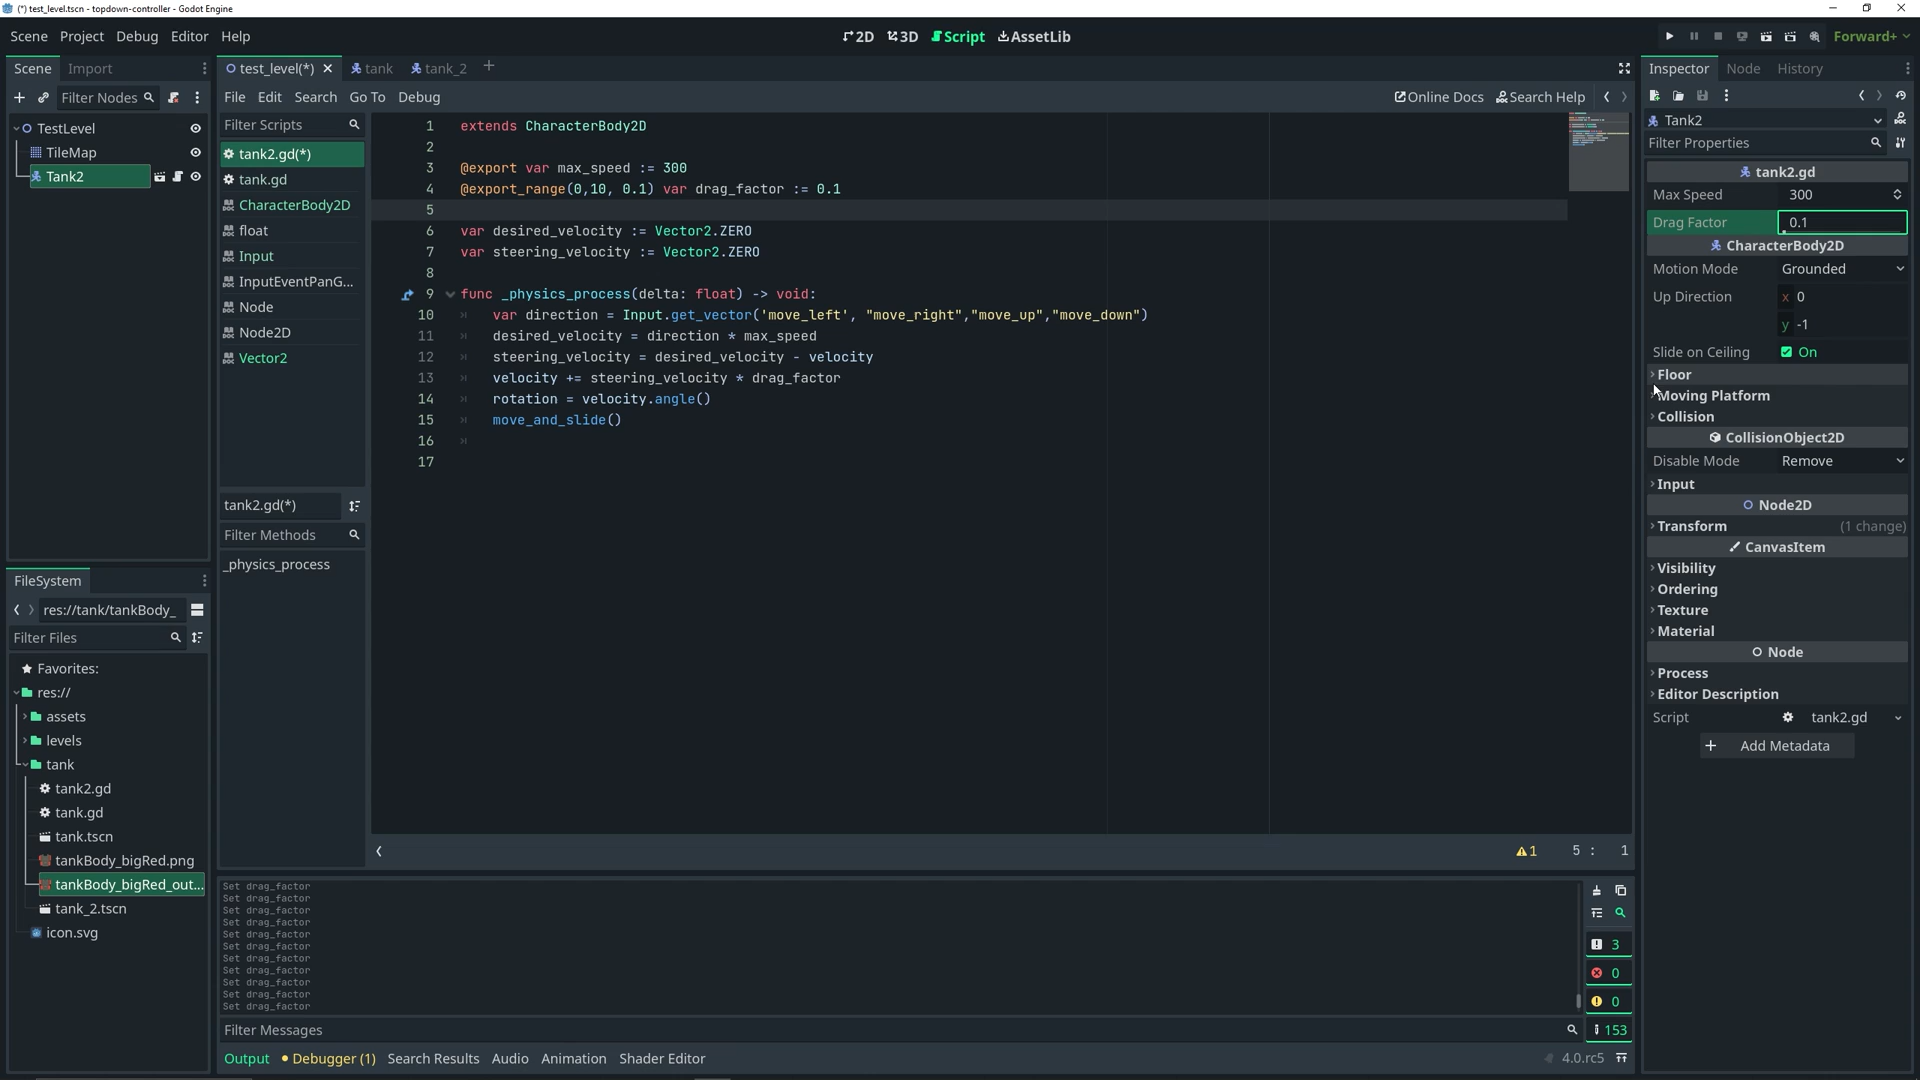 (*) test_level.tscn - topdown-controller - Godot Engine
Scene Project Debug Editor Help
2D 3D Script AssetLib
Forward+
Scene Import
Filter Nodes
TestLevel
TileMap
Tank2
FileSystem
res://tank/tankBody_
Filter Files
Favorites:
res://
assets
levels
tank
tank2.gd
tank.gd
tank.tscn
tankBody_bigRed.png
tankBody_bigRed_out...
tank_2.tscn
icon.svg
test_level(*) tank tank_2
File Edit Search Go To Debug
Online Docs Search Help
Filter Scripts
tank2.gd(*)
tank.gd
CharacterBody2D
float
Input
InputEventPanG...
Node
Node2D
Vector2
tank2.gd(*)
Filter Methods
_physics_process
1 extends CharacterBody2D
2
3 @export var max_speed := 300
4 @export_range(0,10, 0.1) var drag_factor := 0.1
5
6 var desired_velocity := Vector2.ZERO
7 var steering_velocity := Vector2.ZERO
8
9 func _physics_process(delta: float) -> void:
10 var direction = Input.get_vector('move_left', "move_right","move_up","move_down")
11 desired_velocity = direction * max_speed
12 steering_velocity = desired_velocity - velocity
13 velocity += steering_velocity * drag_factor
14 rotation = velocity.angle()
15 move_and_slide()
16
17
1 5 : 1
Set drag_factor
Set drag_factor
Set drag_factor
Set drag_factor
Set drag_factor
Set drag_factor
Set drag_factor
Set drag_factor
Set drag_factor
Set drag_factor
Set drag_factor
3
0
0
153
Filter Messages
Output Debugger (1) Search Results Audio Animation Shader Editor
4.0.rc5
Inspector Node History
Tank2
Filter Properties
tank2.gd
Max Speed 300
Drag Factor 0.1
CharacterBody2D
Motion Mode Grounded
Up Direction x 0
y -1
Slide on Ceiling On
Floor
Moving Platform
Collision
CollisionObject2D
Disable Mode Remove
Input
Node2D
Transform (1 change)
CanvasItem
Visibility
Ordering
Texture
Material
Node
Process
Editor Description
Script tank2.gd
Add Metadata